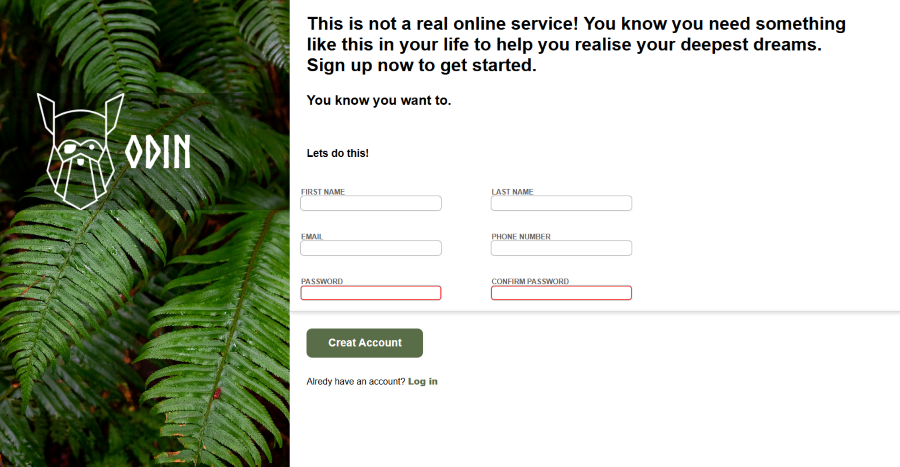 ODIN
This is not a real online service! You know you need something
like this in your life to help you realise your deepest dreams.
Sign up now to get started.
You know you want to.
Lets do this!
FIRST NAME
LAST NAME
EMAIL
PHONE NUMBER
PASSWORD
CONFIRM PASSWORD
Creat Account
Alredy have an account? Log in